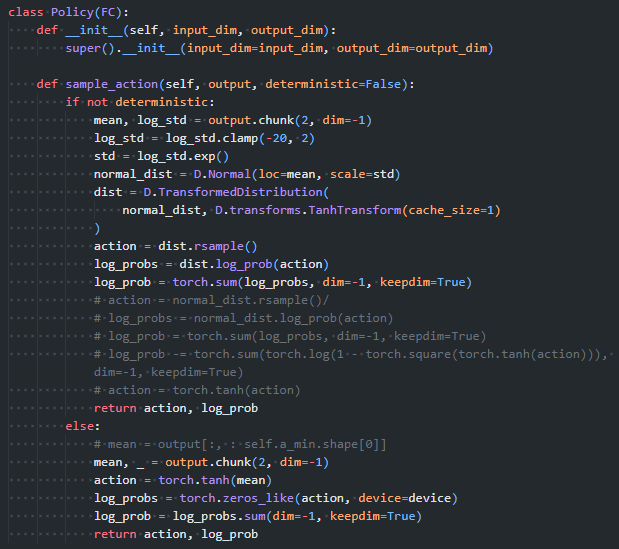 class Policy(FC):
    def __init__(self, input_dim, output_dim):
        super().__init__(input_dim=input_dim, output_dim=output_dim)

    def sample_action(self, output, deterministic=False):
        if not deterministic:
            mean, log_std = output.chunk(2, dim=-1)
            log_std = log_std.clamp(-20, 2)
            std = log_std.exp()
            normal_dist = D.Normal(loc=mean, scale=std)
            dist = D.TransformedDistribution(
                normal_dist, D.transforms.TanhTransform(cache_size=1)
            )
            action = dist.rsample()
            log_probs = dist.log_prob(action)
            log_prob = torch.sum(log_probs, dim=-1, keepdim=True)
            # action = normal_dist.rsample()/
            # log_probs = normal_dist.log_prob(action)
            # log_prob = torch.sum(log_probs, dim=-1, keepdim=True)
            # log_prob -= torch.sum(torch.log(1 - torch.square(torch.tanh(action))),
            dim=-1, keepdim=True)
            # action = torch.tanh(action)
            return action, log_prob
        else:
            # mean = output[:, : self.a_min.shape[0]]
            mean, _ = output.chunk(2, dim=-1)
            action = torch.tanh(mean)
            log_probs = torch.zeros_like(action, device=device)
            log_prob = log_probs.sum(dim=-1, keepdim=True)
            return action, log_prob